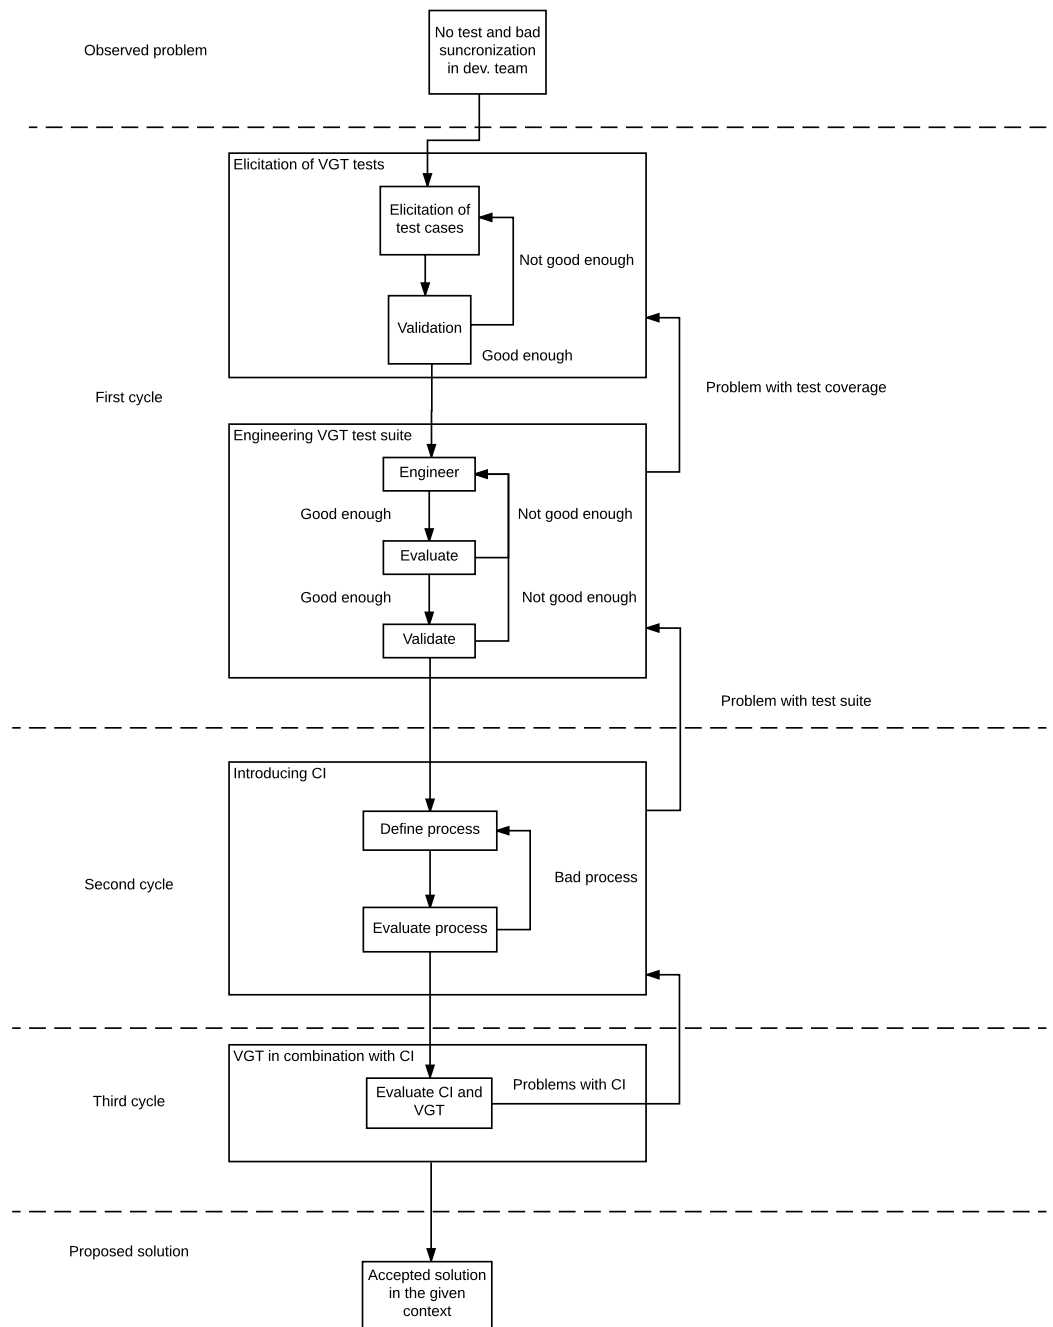 Observed problem
No test and bad
suncronization
in dev. team
Elicitation of VGT tests
Elicitation of
test cases
Not good enough
Validation
Good enough
First cycle
Problem with test coverage
Engineering VGT test suite
Engineer
Good enough
Not good enough
Evaluate
Good enough
Not good enough
Validate
Problem with test suite
Introducing CI
Define process
Second cycle
Bad process
Evaluate process
VGT in combination with CI
Third cycle
Evaluate CI and
VGT
Problems with CI
Proposed solution
Accepted solution
in the given
context